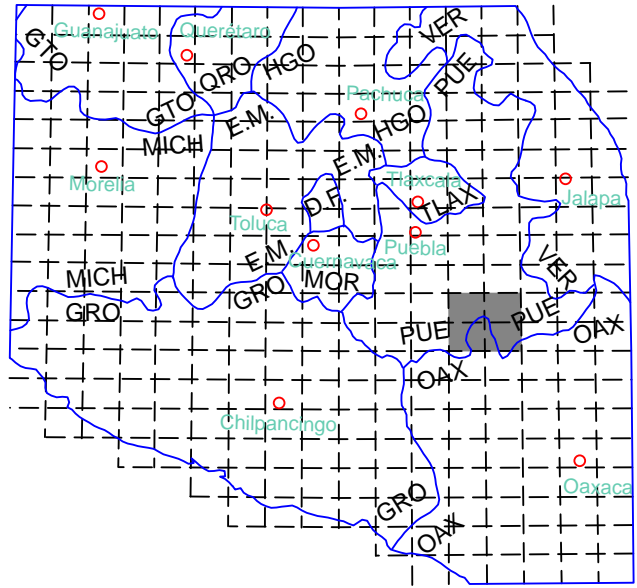 Guanajuato
Querétaro
VER
GTO
QRO
HGO
PUE
Pachuca
GTO
E.M.
HGO
MICH
E.M.
Morelia
Tlaxcala
Jalapa
D.F.
TLAX
Toluca
Puebla
E.M.
Cuernavaca
VER
MICH
MOR
GRO
GRO
PUE
PUE
OAX
OAX
Chilpancingo
Oaxaca
GRO
OAX